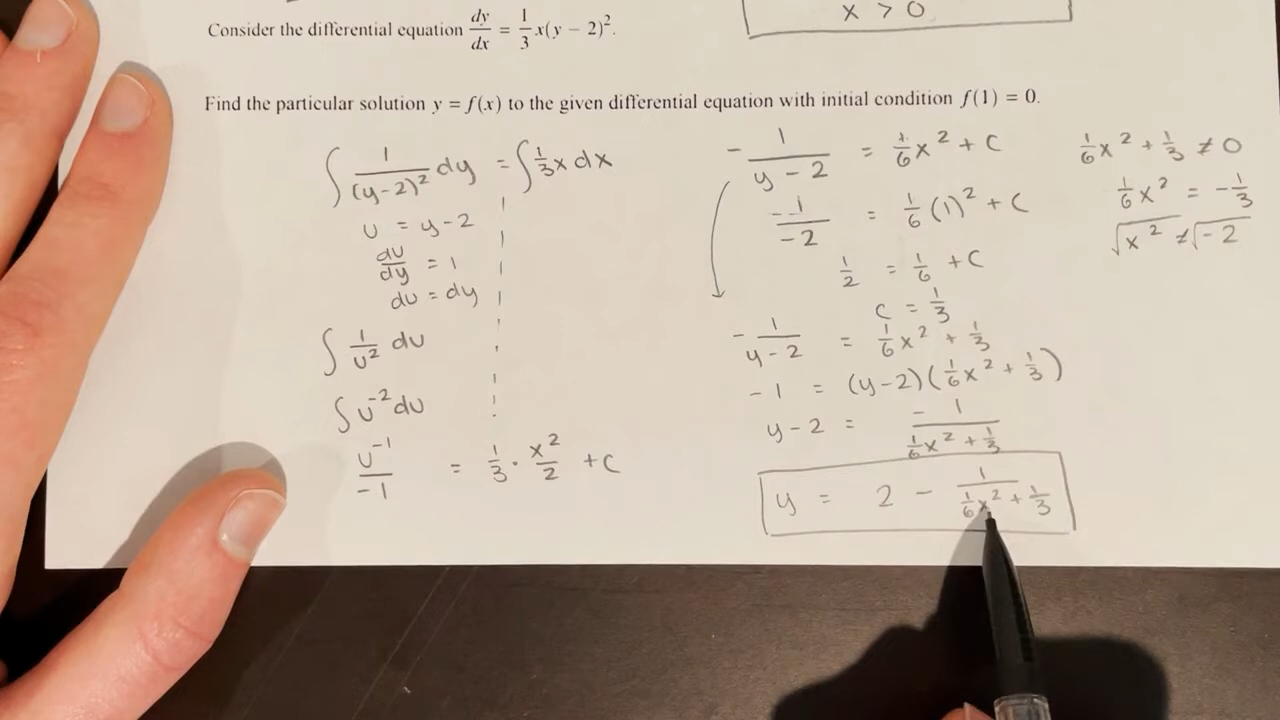 x > 0
Consider the differential equation dy/dx = 1/3 x(y − 2)².
Find the particular solution y = f(x) to the given differential equation with initial condition f(1) = 0.
∫ 1/(y-2)² dy = ∫ 1/3 x dx
u = y-2
du/dy = 1
du = dy
∫ 1/u² du
∫ u⁻² du
u⁻¹/-1 = 1/3 · x²/2 + C
- 1/(y-2) = 1/6 x² + C
-1/-2 = 1/6 (1)² + C
1/2 = 1/6 + C
C = 1/3
- 1/(y-2) = 1/6 x² + 1/3
-1 = (y-2)(1/6 x² + 1/3)
y-2 = -1/(1/6 x² + 1/3)
y = 2 - 1/(1/6 x² + 1/3)
1/6 x² + 1/3 ≠ 0
1/6 x² = -1/3
√x² ≠ √-2